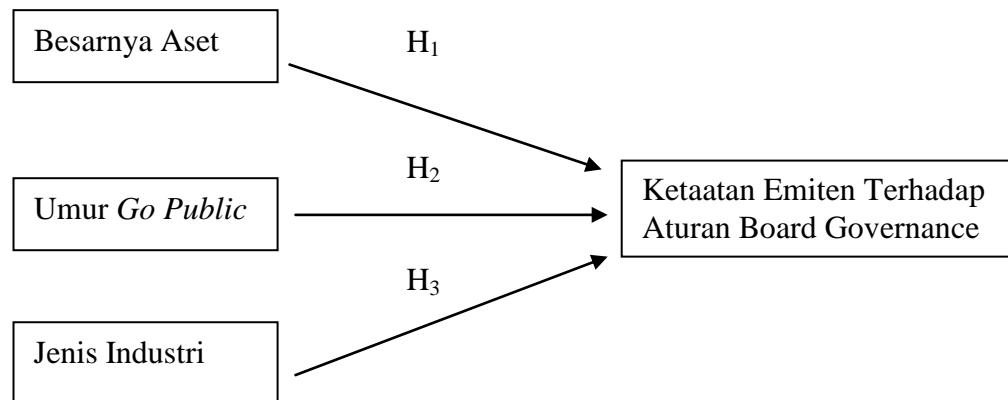 Besarnya Aset
H1
H2
Umur Go Public
Ketaatan Emiten Terhadap
Aturan Board Governance
H3
Jenis Industri